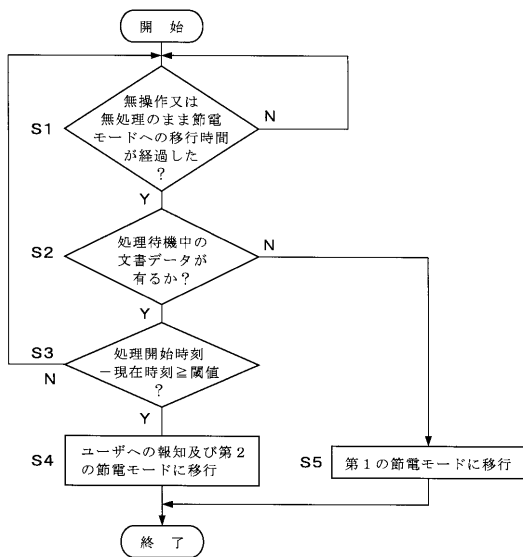 開 始
S1
無操作又は
無処理のまま節電
モードへの移行時間
が経過した
?
N
Y
S2
処理待機中の
文書データが
有るか?
N
Y
S3
処理開始時刻
−現在時刻≧閾値
?
N
Y
S4
ユーザへの報知及び第2
の節電モードに移行
S5
第1の節電モードに移行
終 了